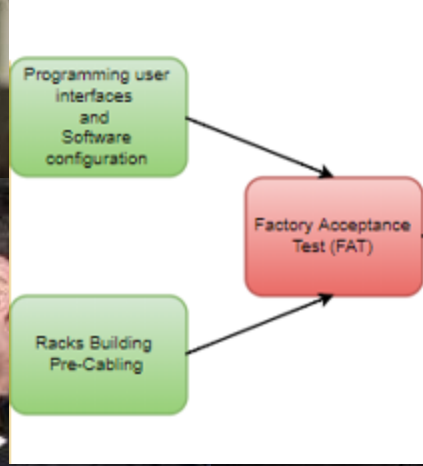 Programming user
interfaces
and
Software
configuration
Factory Acceptance
Test (FAT)
Racks Building
Pre-Cabling